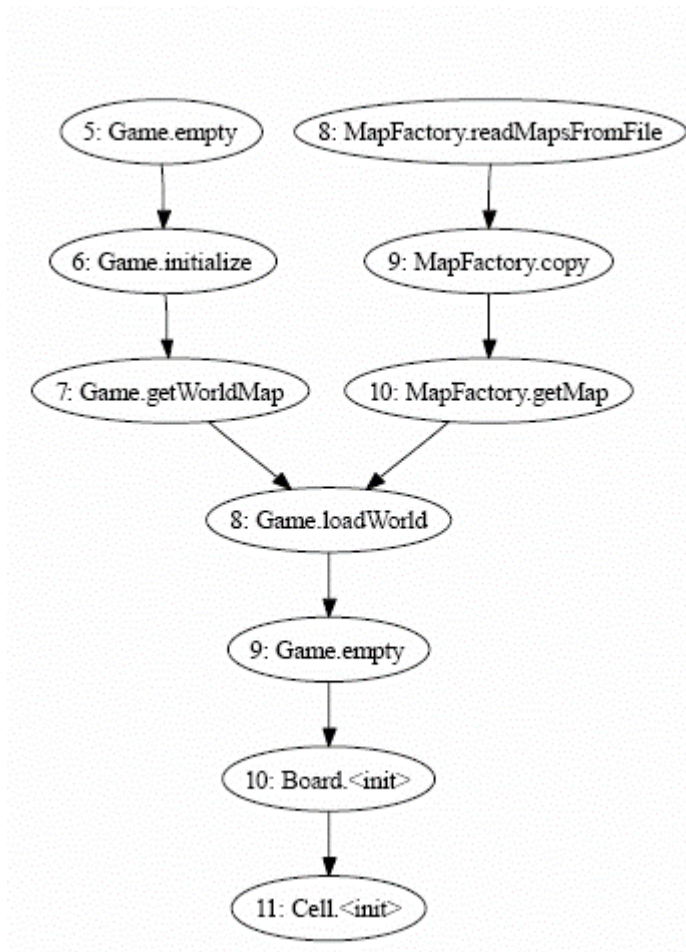 5: Game.empty
8: MapFactory.readMapsFromFile
6: Game.initialize
9: MapFactory.copy
7: Game.getWorldMap
10: MapFactory.getMap
8: Game.loadWorld
9: Game.empty
10: Board.<init>
11: Cell.<init>